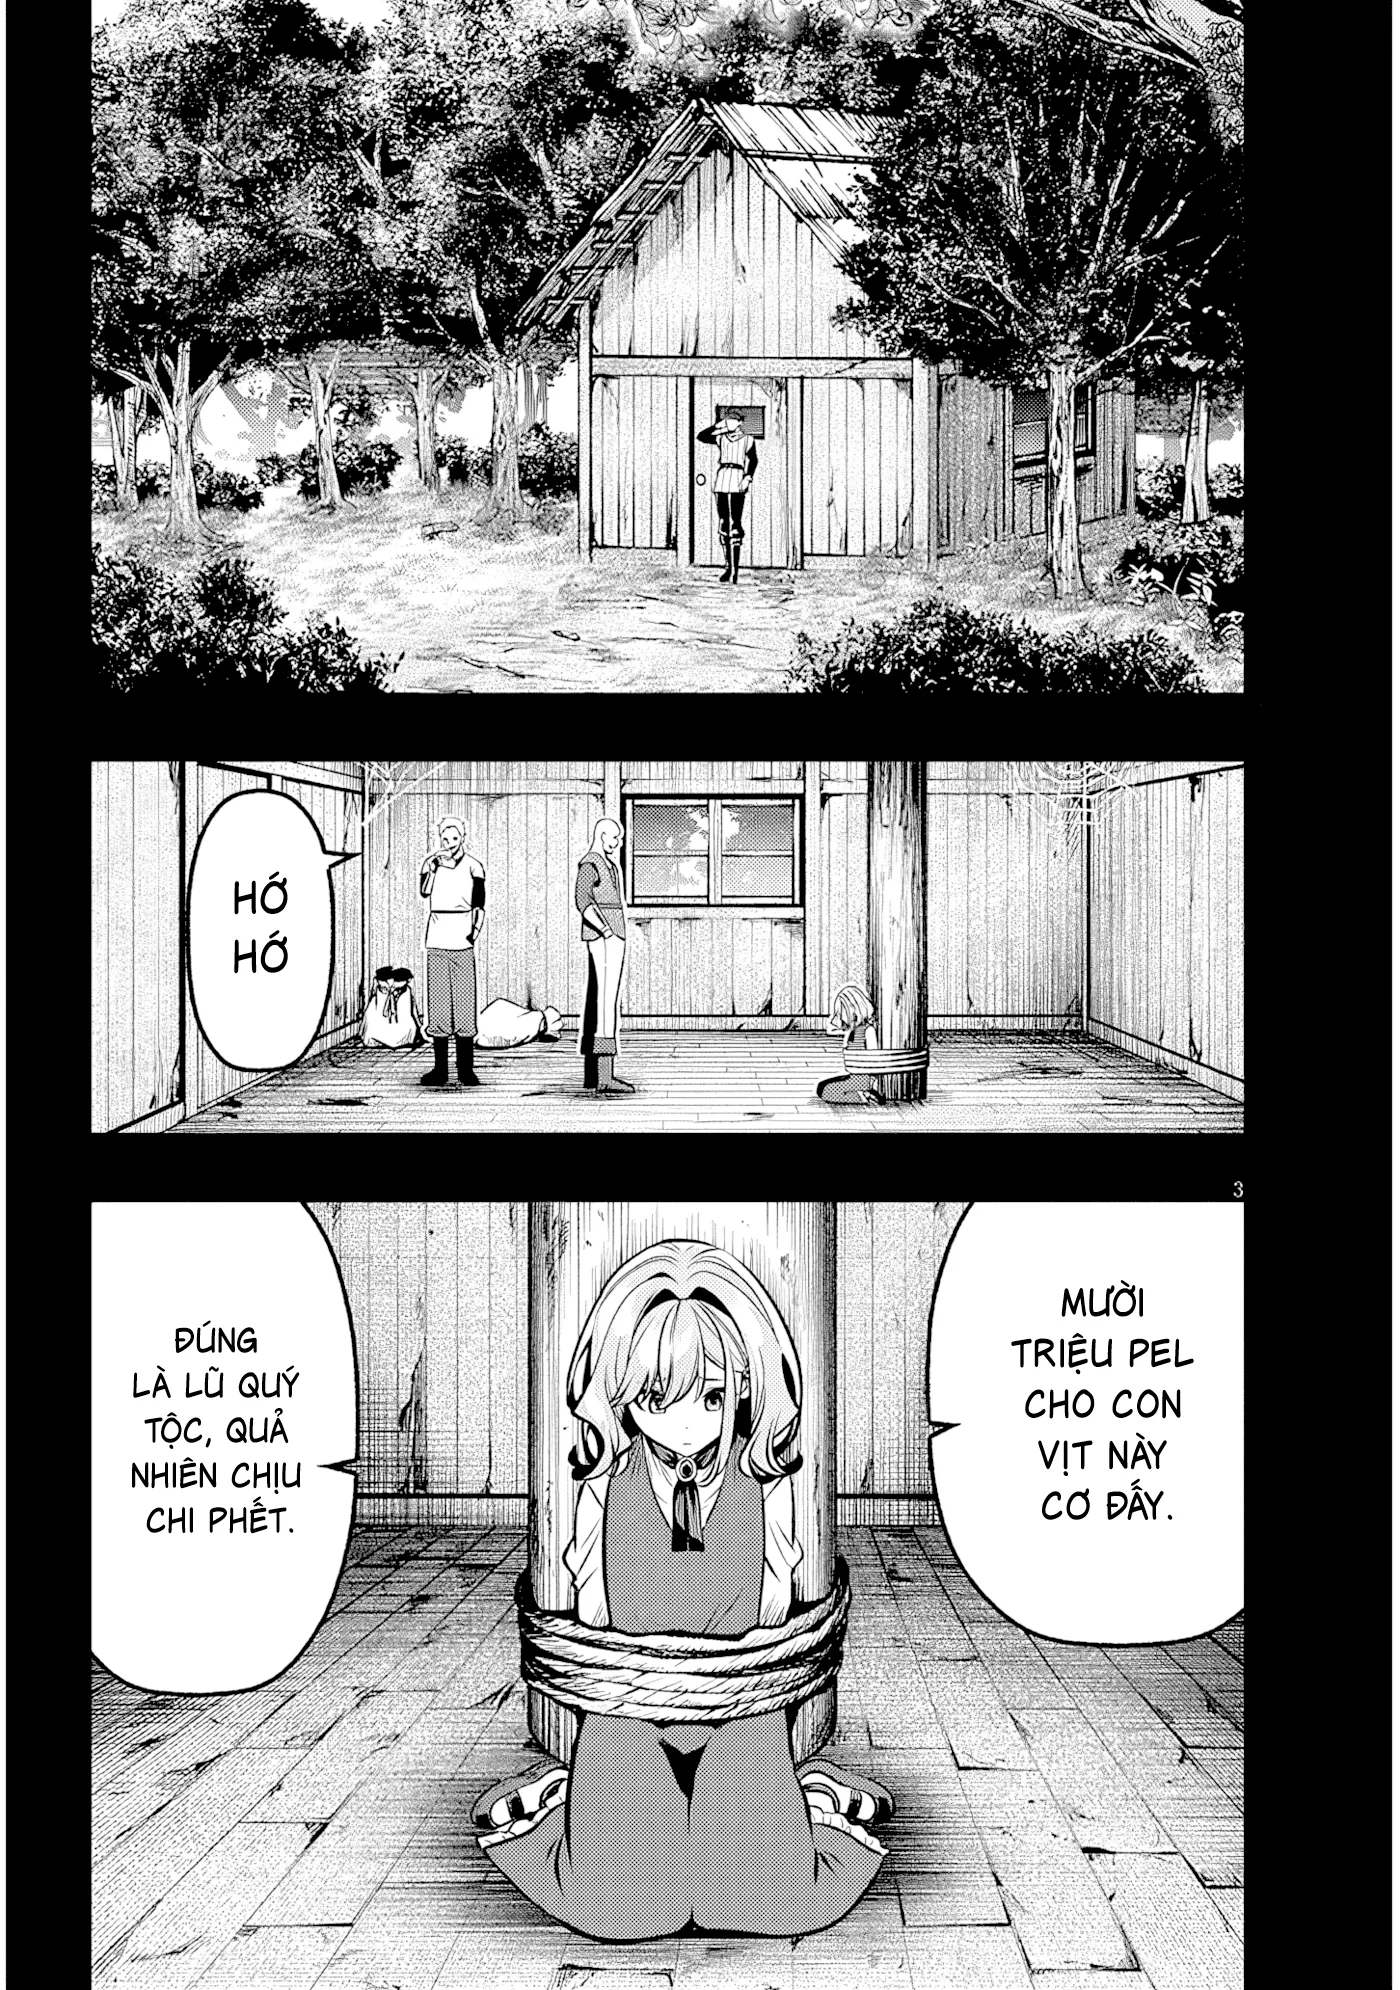 HỚ
HỚ
3
MƯỜI
TRIỆU PEL
CHO CON
VỊT NÀY
CƠ ĐẤY.
ĐÚNG
LÀ LŨ QUÝ
TỘC, QUẢ
NHIÊN CHỊU
CHI PHẾT.